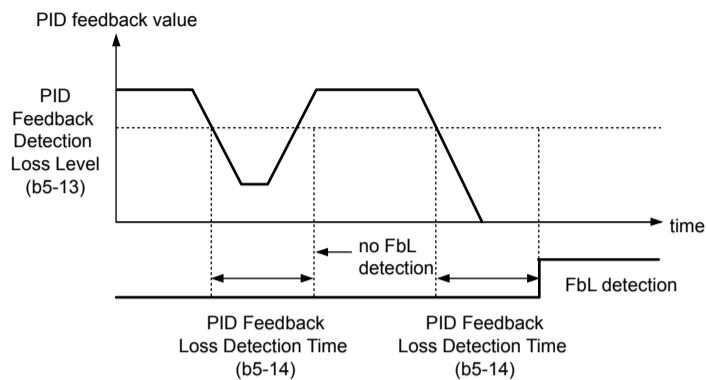 PID feedback value
PID
Feedback
Detection
Loss Level
(b5-13)
time
no FbL
detection
FbL detection
PID Feedback
Loss Detection Time
(b5-14)
PID Feedback
Loss Detection Time
(b5-14)